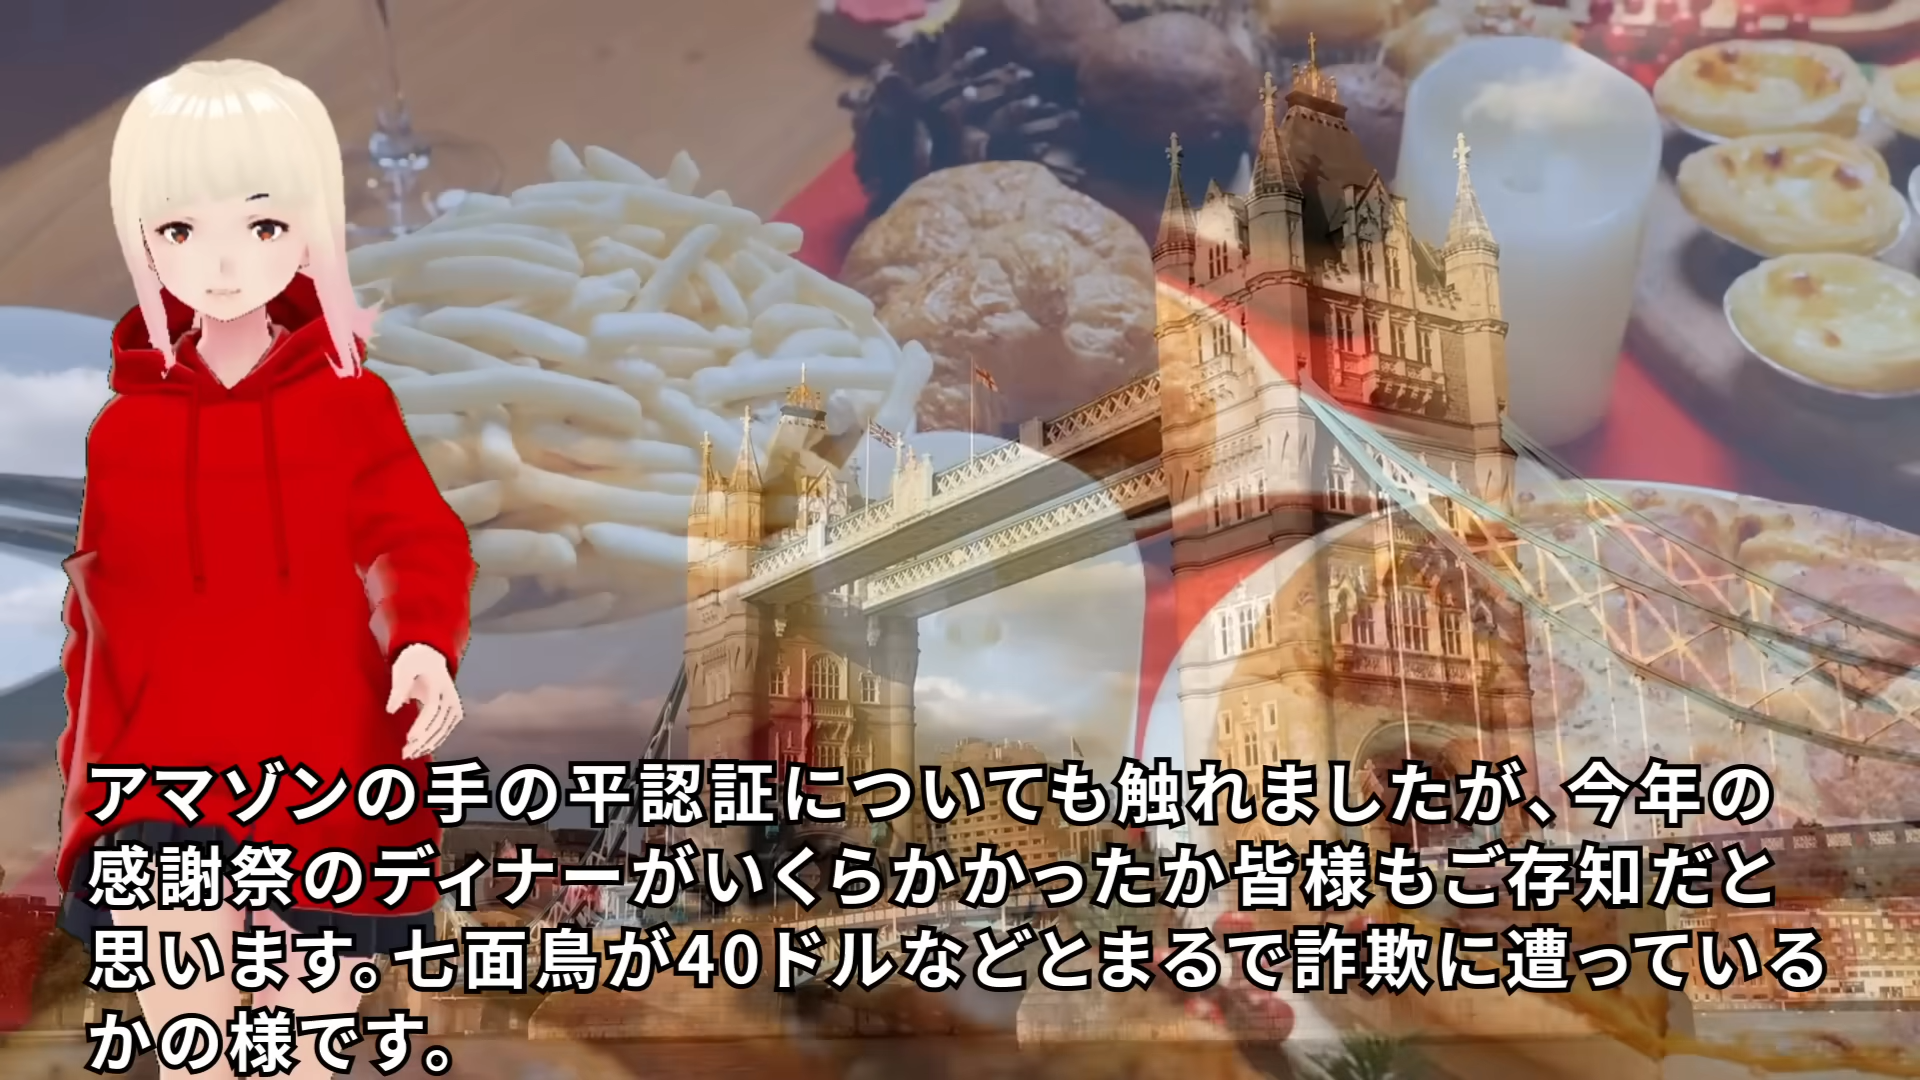 アマゾンの手の平認証についても触れましたが、今年の
感謝祭のディナーがいくらかかったか皆様もご存知だと
思います。七面鳥が40ドルなどとまるで詐欺に遭っている
かの様です。